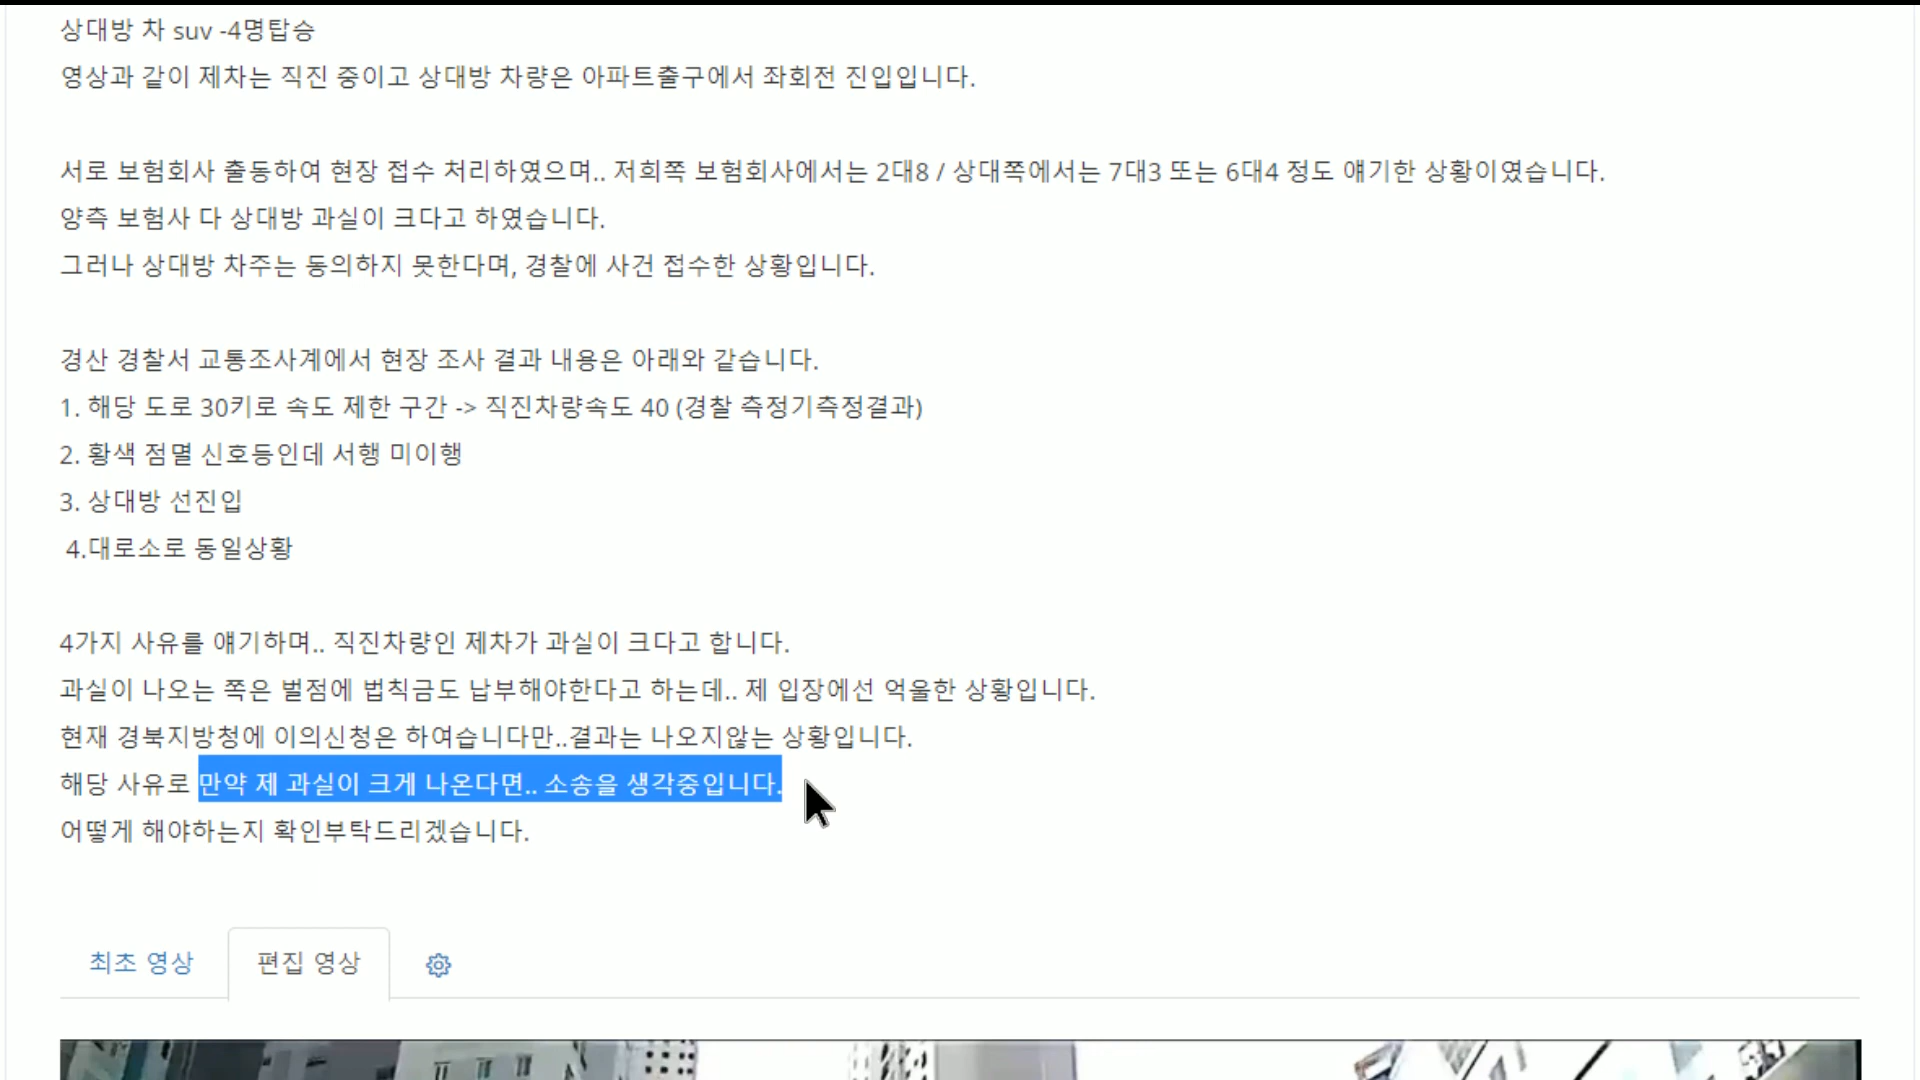 상대방 차 suv -4명탑승
영상과 같이 제차는 직진 중이고 상대방 차량은 아파트출구에서 좌회전 진입입니다.
서로 보험회사 출동하여 현장 접수 처리하였으며.. 저희쪽 보험회사에서는 2대8 / 상대쪽에서는 7대3 또는 6대4 정도 얘기한 상황이였습니다.
양측 보험사 다 상대방 과실이 크다고 하였습니다.
그러나 상대방 차주는 동의하지 못한다며, 경찰에 사건 접수한 상황입니다.
경산 경찰서 교통조사계에서 현장 조사 결과 내용은 아래와 같습니다.
1. 해당 도로 30키로 속도 제한 구간 -> 직진차량속도 40 (경찰 측정기측정결과)
2. 황색 점멸 신호등인데 서행 미이행
3. 상대방 선진입
4.대로소로 동일상황
4가지 사유를 얘기하며.. 직진차량인 제차가 과실이 크다고 합니다.
과실이 나오는 쪽은 벌점에 법칙금도 납부해야한다고 하는데.. 제 입장에선 억울한 상황입니다.
현재 경북지방청에 이의신청은 하여습니다만..결과는 나오지않는 상황입니다.
해당 사유로 만약 제 과실이 크게 나온다면.. 소송을 생각중입니다.
어떻게 해야하는지 확인부탁드리겠습니다.
최초 영상
편집 영상